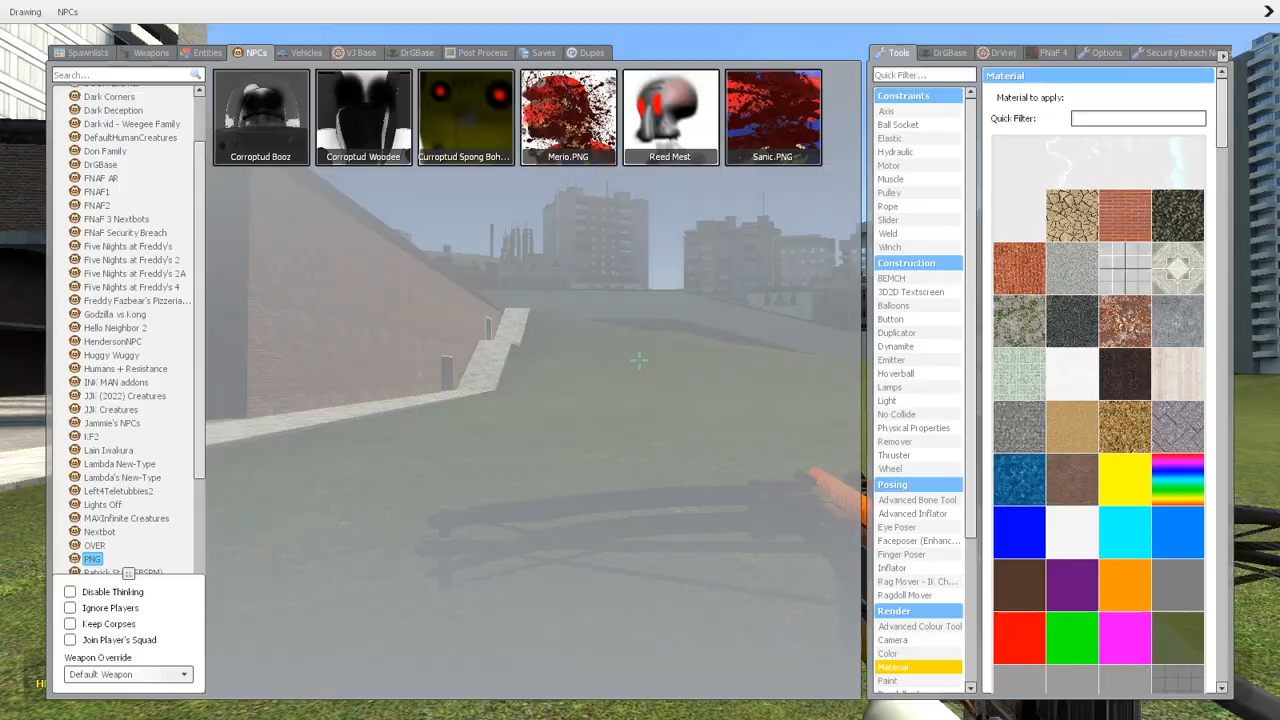 Drawing NPCs
Spawnlists Weapons Entities NPCs Vehicles VJ Base DrGBase Post Process Saves Dupes
Search...
Dark Corners
Dark Deception
Darkvid - Weegee Family
DefaultHumanCreatures
Don Family
DrGBase
FNAF AR
FNAF1
FNAF2
FNaF 3 Nextbots
FNaF Security Breach
Five Nights at Freddy's
Five Nights at Freddy's 2
Five Nights at Freddy's 2A
Five Nights at Freddy's 4
Freddy Fazbear's Pizzeria...
Godzilla vs Kong
Hello Neighbor 2
HendersonNPC
Huggy Wuggy
Humans + Resistance
INK MAN addons
JJK (2022) Creatures
JJK Creatures
Jammie's NPCs
KF2
Lain Iwakura
Lambda New-Type
Lambda's New-Type
Left4Teletubbies2
Lights Off
MAXInfinite Creatures
Nextbot
OVER
PNG
Disable Thinking
Ignore Players
Keep Corpses
Join Player's Squad
Weapon Override
Default Weapon
Corroptud Booz
Corroptud Woodee
Curroptud Spong Boh...
Merio.PNG
Reed Mest
Sanic.PNG
Tools DrGBase DrVrej FNaF 4 Options Security Breach Ne
Quick Filter...
Constraints
Axis
Ball Socket
Elastic
Hydraulic
Motor
Muscle
Pulley
Rope
Slider
Weld
Winch
Construction
BEMCH
3D2D Textscreen
Balloons
Button
Duplicator
Dynamite
Emitter
Hoverball
Lamps
Light
No Collide
Physical Properties
Remover
Thruster
Wheel
Posing
Advanced Bone Tool
Advanced Inflator
Eye Poser
Faceposer (Enhanc...
Finger Poser
Inflator
Rag Mover - IK Ch...
Ragdoll Mover
Render
Advanced Colour Tool
Camera
Color
Material
Paint
Material
Material to apply:
Quick Filter: